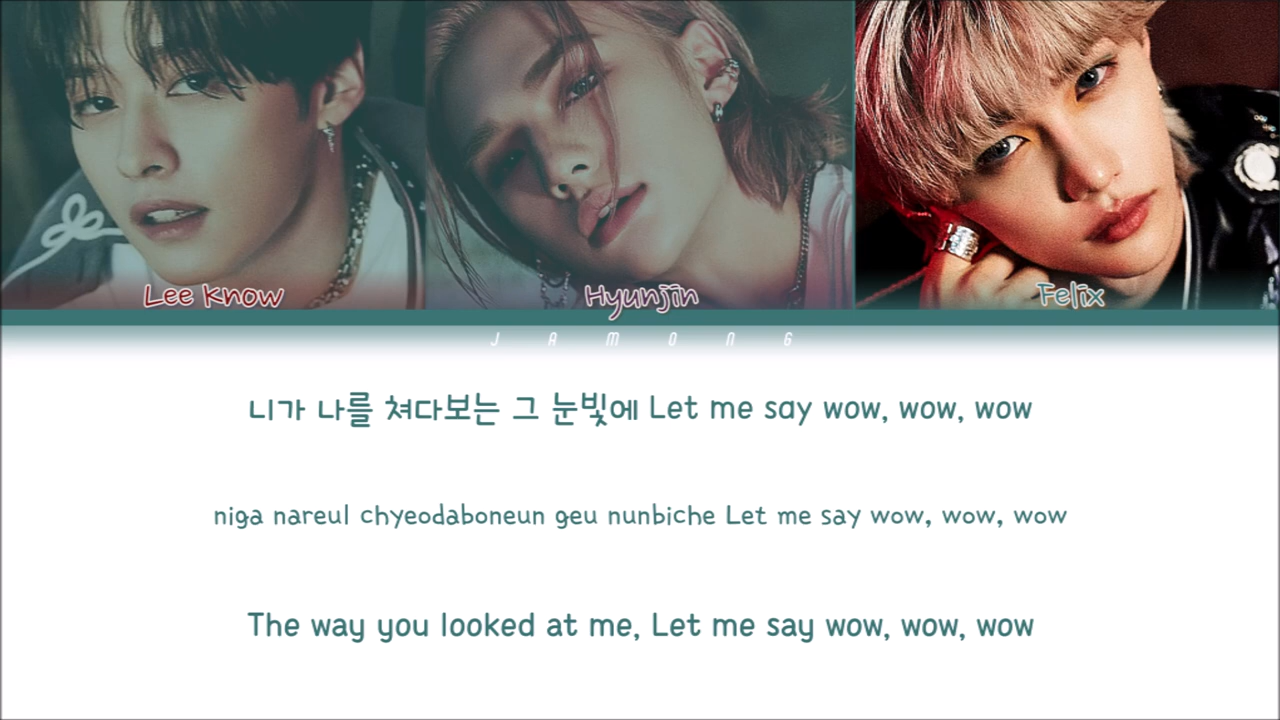 Lee Know
Hyunjin
Felix
JAMONG
니가 나를 쳐다보는 그 눈빛에 Let me say wow, wow, wow
niga nareul chyeodaboneun geu nunbiche Let me say wow, wow, wow
The way you looked at me, Let me say wow, wow, wow